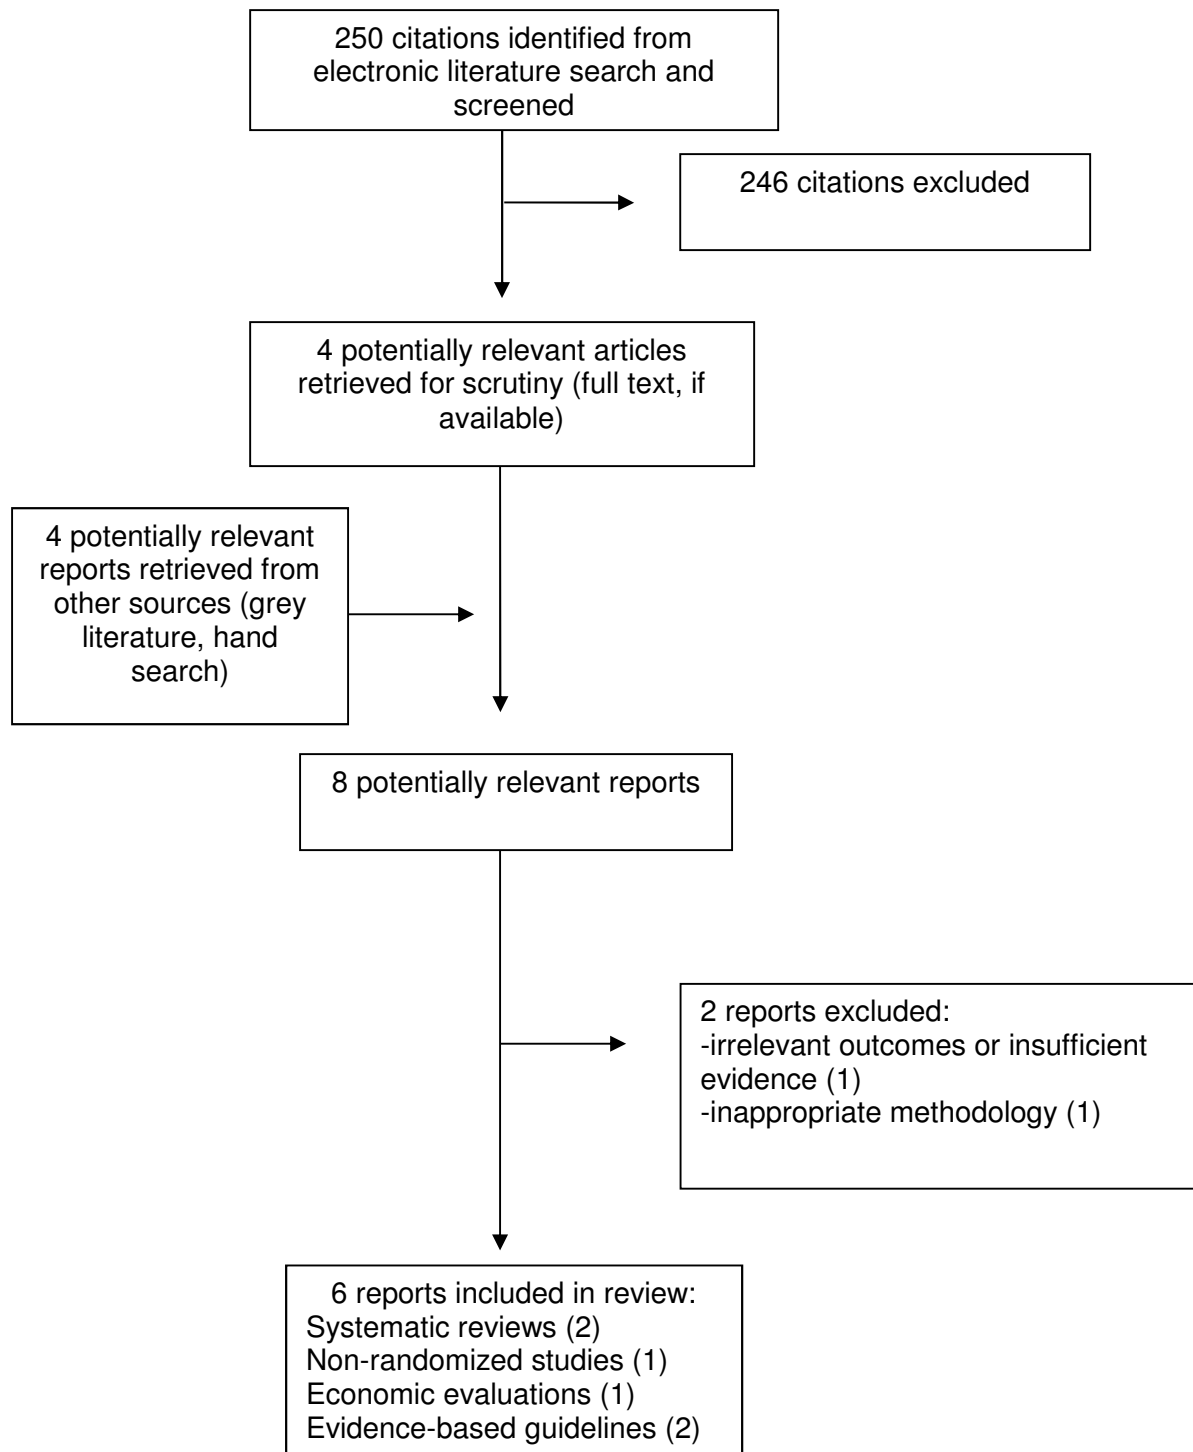 250 citations identified from
electronic literature search and
screened
246 citations excluded
4 potentially relevant articles
retrieved for scrutiny (full text, if
available)
4 potentially relevant
reports retrieved from
other sources (grey
literature, hand
search)
8 potentially relevant reports
2 reports excluded:
-irrelevant outcomes or insufficient
evidence (1)
-inappropriate methodology (1)
6 reports included in review:
Systematic reviews (2)
Non-randomized studies (1)
Economic evaluations (1)
Evidence-based guidelines (2)